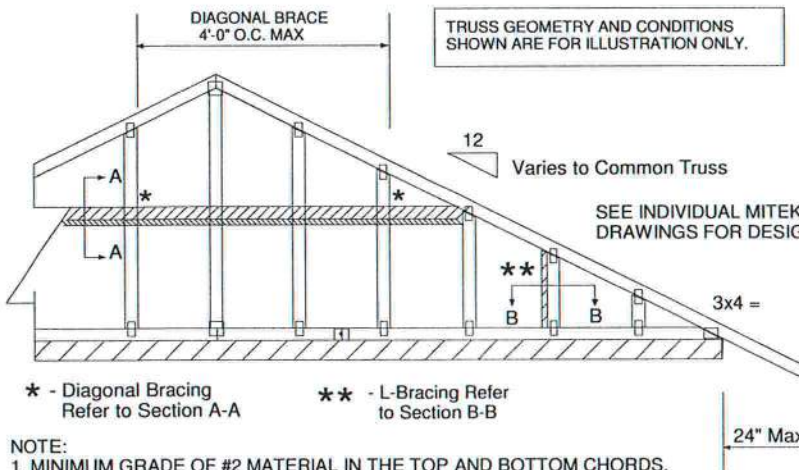 DIAGONAL BRACE
4'-0" O.C. MAX
TRUSS GEOMETRY AND CONDITIONS
SHOWN ARE FOR ILLUSTRATION ONLY.
12
Varies to Common Truss
A
*
*
SEE INDIVIDUAL MITEK
DRAWINGS FOR DESIG
A
**
B
B
3x4 =
* - Diagonal Bracing
Refer to Section A-A
** - L-Bracing Refer
to Section B-B
24" Max
NOTE:
1. MINIMUM GRADE OF #2 MATERIAL IN THE TOP AND BOTTOM CHORDS.